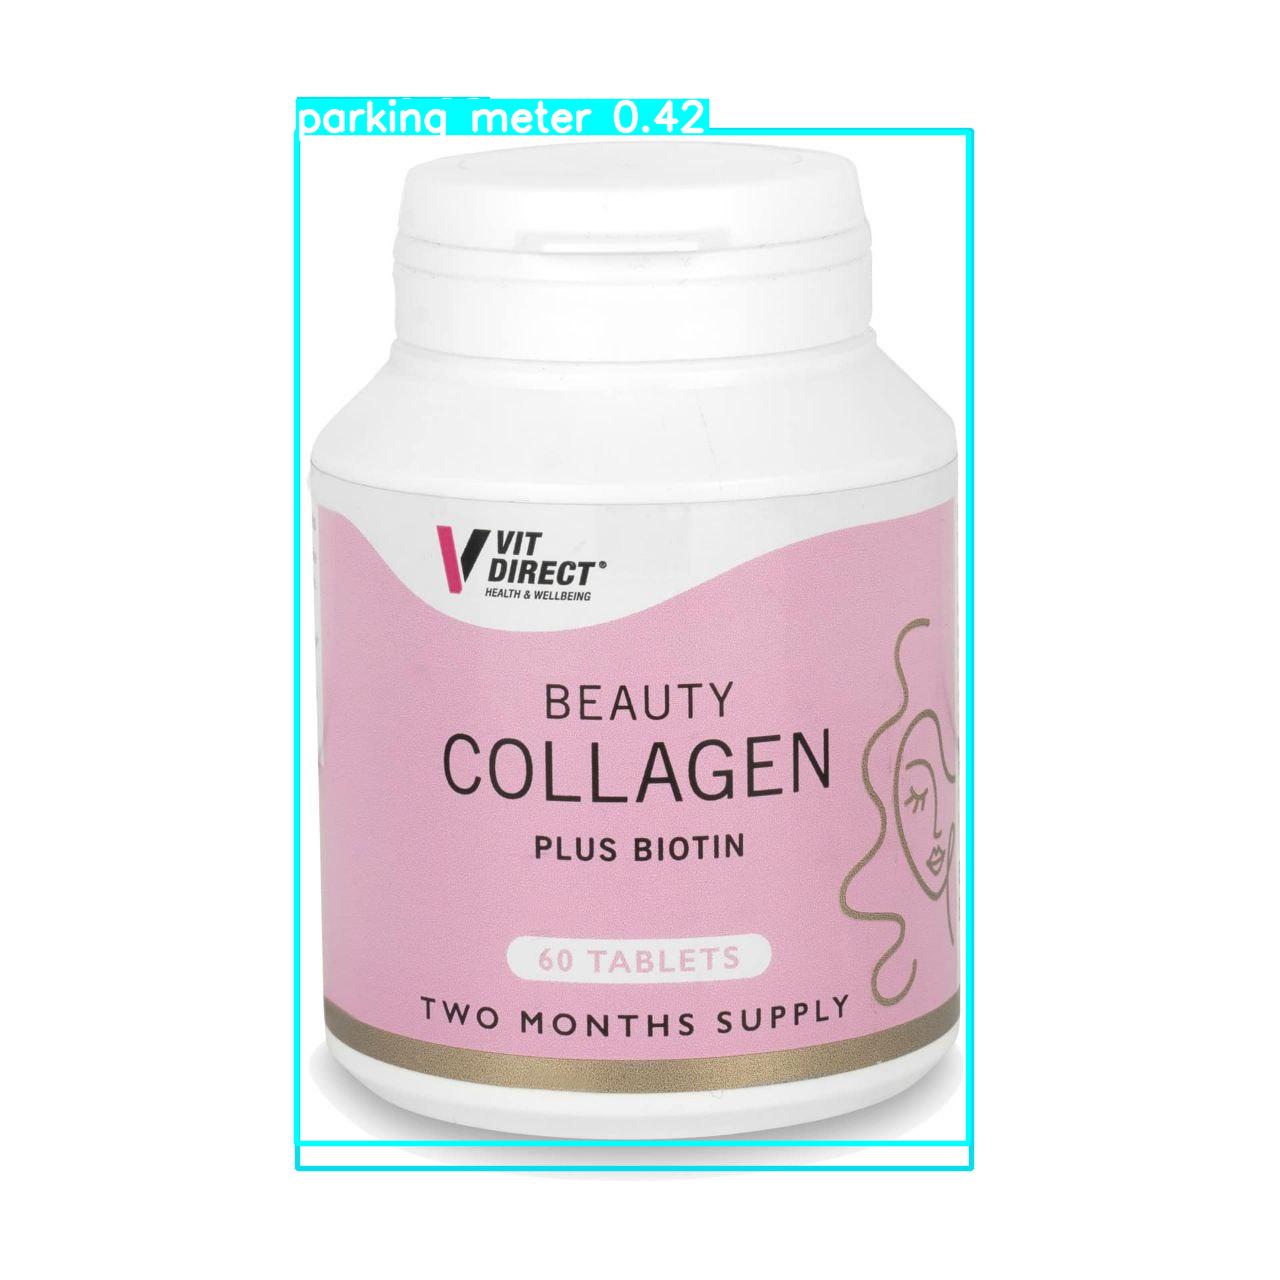 parking meter 0.42
VIT
DIRECT®
HEALTH & WELLBEING
BEAUTY
COLLAGEN
PLUS BIOTIN
60 TABLETS
TWO MONTHS SUPPLY